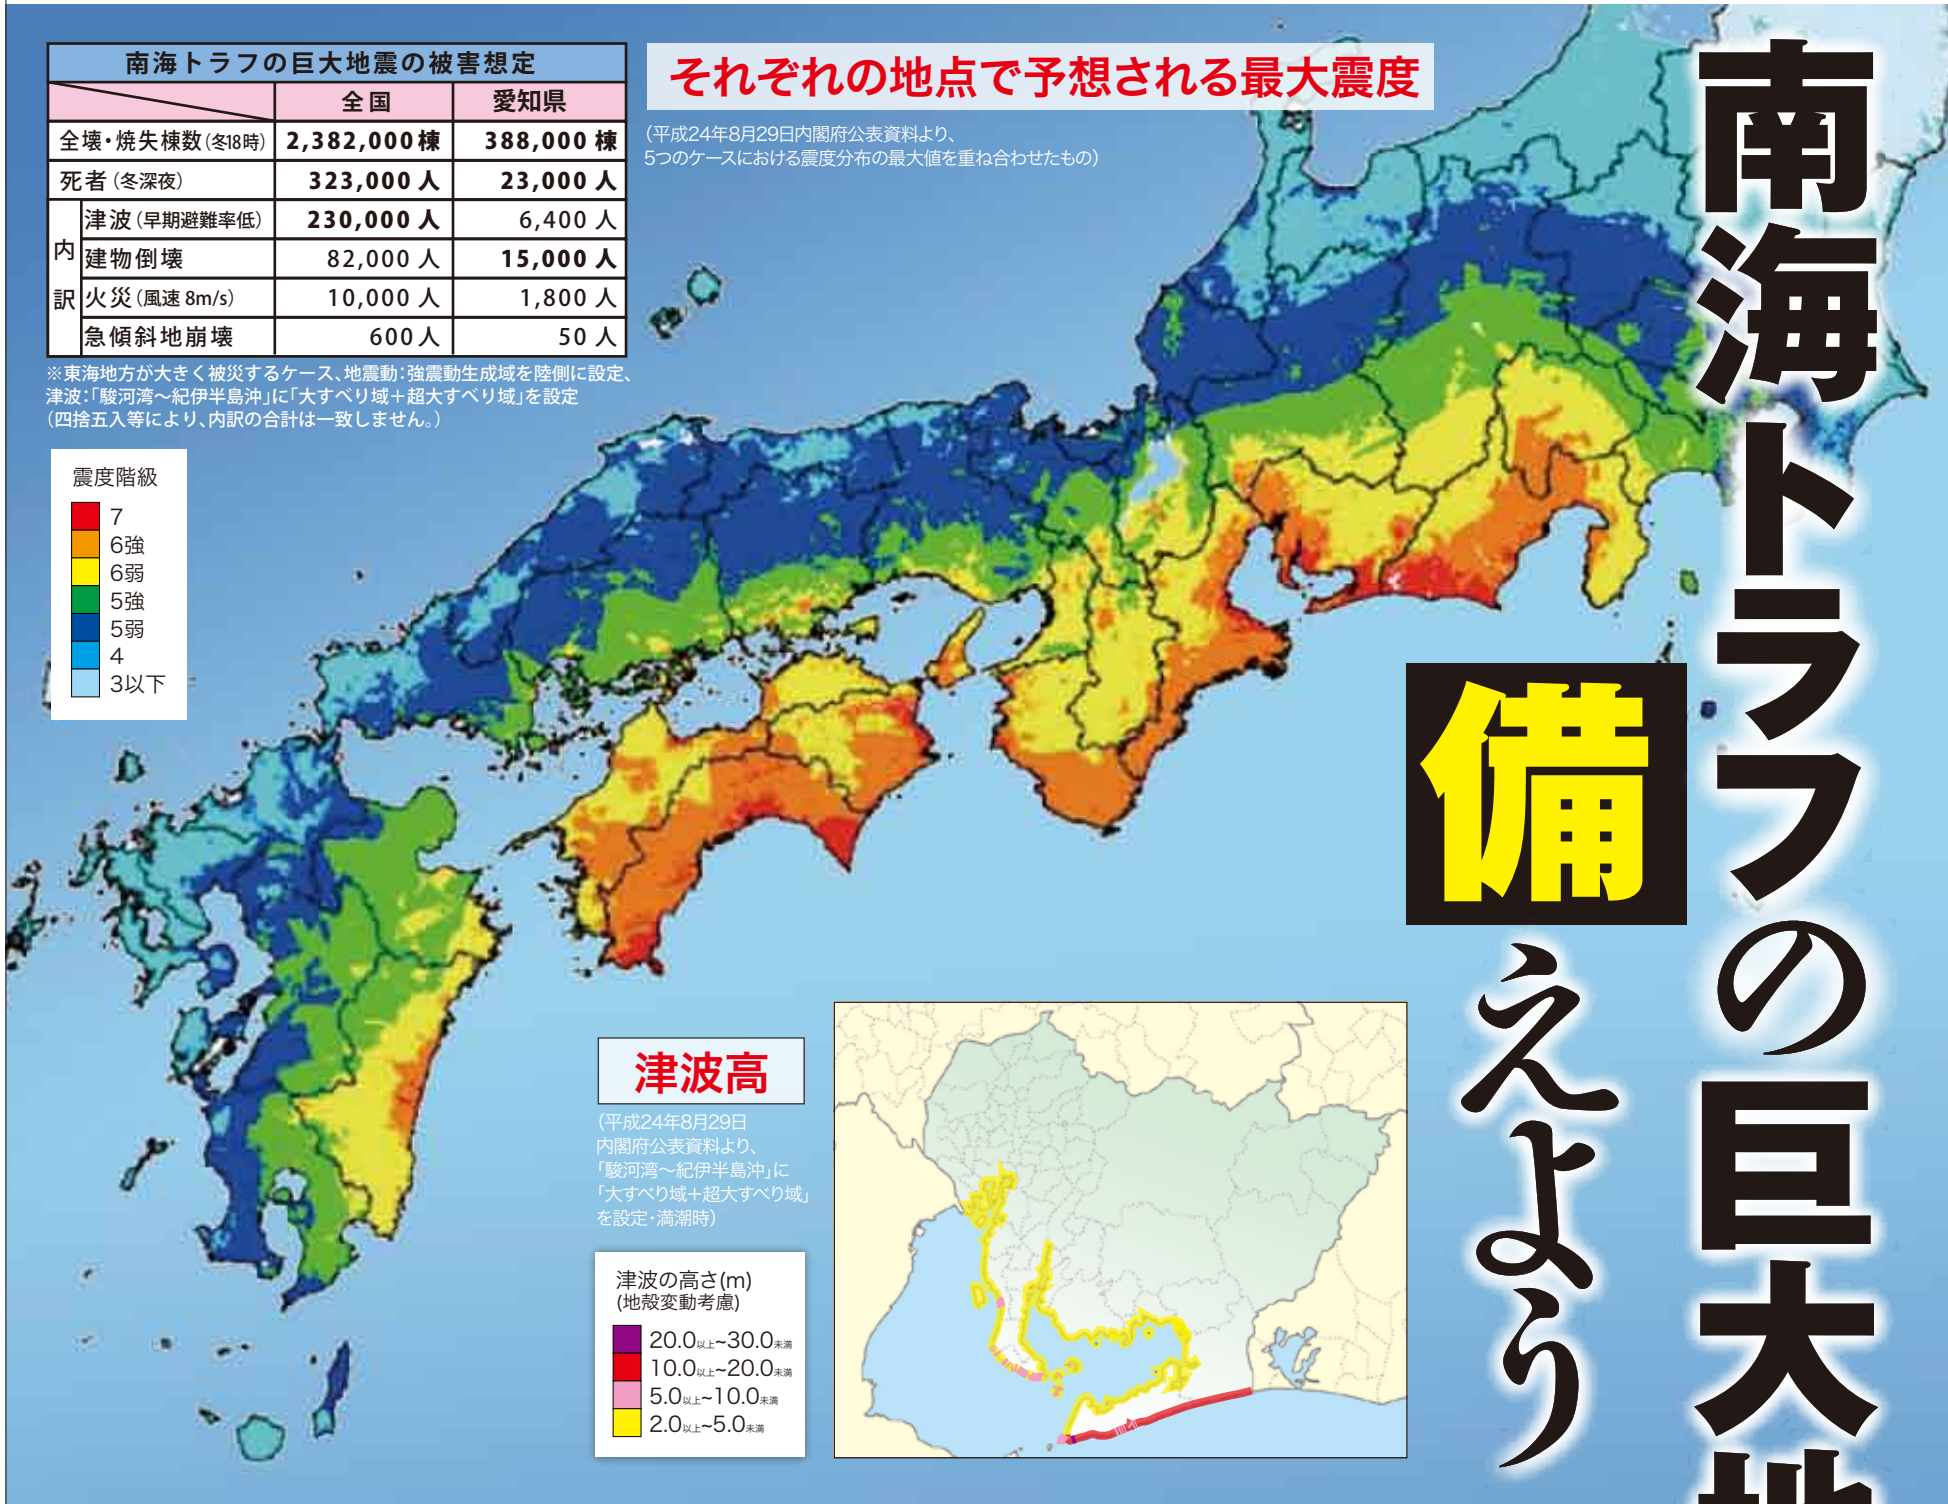 南海トラフの巨大地
備えよう
南海トラフの巨大地震の被害想定
全国 愛知県
全壊・焼失棟数(冬18時) 2,382,000棟 388,000棟
死者(冬深夜) 323,000人 23,000人
内訳
津波(早期避難率低) 230,000人 6,400人
建物倒壊 82,000人 15,000人
火災(風速 8m/s) 10,000人 1,800人
急傾斜地崩壊 600人 50人
※東海地方が大きく被災するケース、地震動:強震動生成域を陸側に設定、
津波:「駿河湾〜紀伊半島沖」に「大すべり域+超大すべり域」を設定
(四捨五入等により、内訳の合計は一致しません。)
それぞれの地点で予想される最大震度
(平成24年8月29日内閣府公表資料より、
5つのケースにおける震度分布の最大値を重ね合わせたもの)
震度階級
7
6強
6弱
5強
5弱
4
3以下
津波高
(平成24年8月29日
内閣府公表資料より、
「駿河湾〜紀伊半島沖」に
「大すべり域+超大すべり域」
を設定・満潮時)
津波の高さ(m)
(地殻変動考慮)
20.0以上~30.0未満
10.0以上~20.0未満
5.0以上~10.0未満
2.0以上~5.0未満